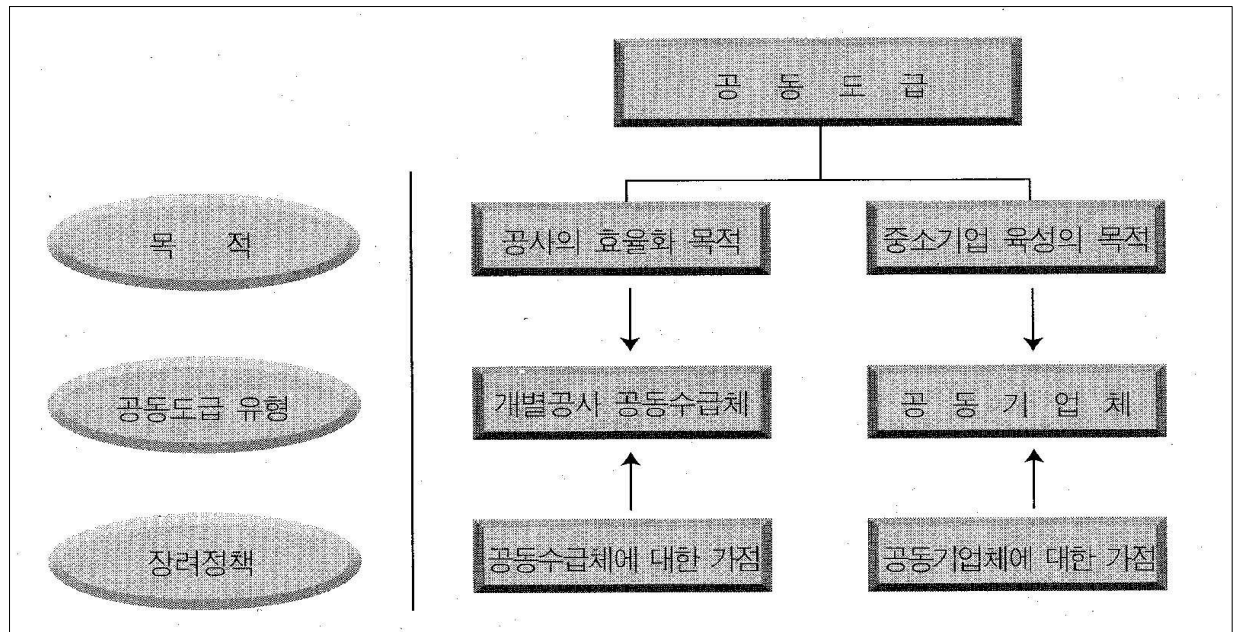 공 동 도 급
목 적
공사의 효율화 목적
중소기업 육성의 목적
공동도급 유형
개별공사 공동수급체
공 동 기 업 체
장려정책
공동수급체에 대한 가점
공동기업체에 대한 가점